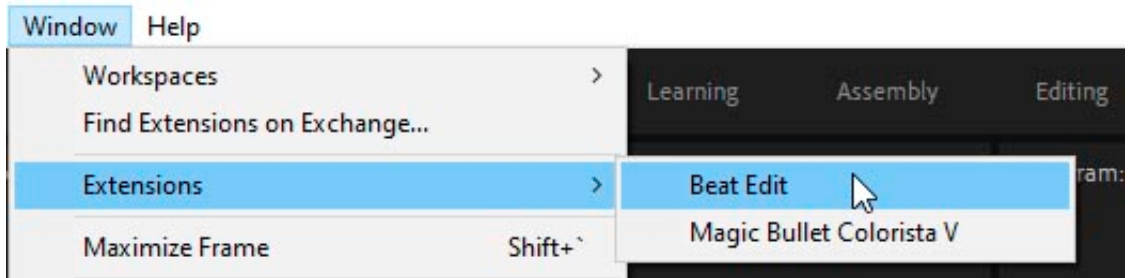 Window Help
Workspaces >
Learning Assembly Editing
Find Extensions on Exchange...
Extensions >
Beat Edit
ram:
Magic Bullet Colorista V
Maximize Frame Shift+`